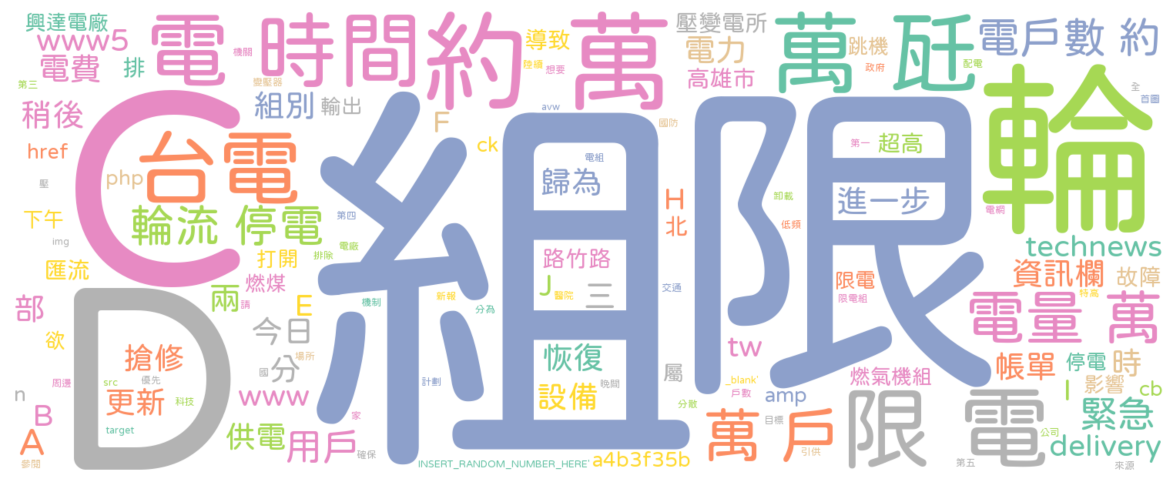 興達電廠
www5
電費
排
第三
電
機關
變壓器
時間
約
萬
導致
陸續
想要
壓變電所
電力
高雄市
萬
瓩
跳機
政府
配電
電戶數 約
全
首圖
稍後
href
壓
下午
img
匯流
部
欲
C
php
台電
輪流 停電
打開
組別
輸出
F
ck
avw
國防
組
限
輪
電組
歸為
第四
路竹路
J
三
新報
醫院
分為
恢復
設備
晚間
H
北
交通
屬
第一
超高
進一步
卸載
低頻
電網
限電
限電組
technews
資訊欄
故障
特高
電量 萬
電廠
排除
燃煤
兩
請
E
今日
場所
分
國
機制
計劃
家
D
搶修
優先
更新
src
科技
target
周邊
n
B
A
參閱
www
供電
用戶
確保
INSERT_RANDOM_NUMBER_HERE'
a4b3f35b
分散
tw
_blank'
戶數
amp
目標
萬 戶
引供
燃氣機組
限 電
帳單
停電
時
I
影響
cb
緊急
公司
delivery
第五
來源